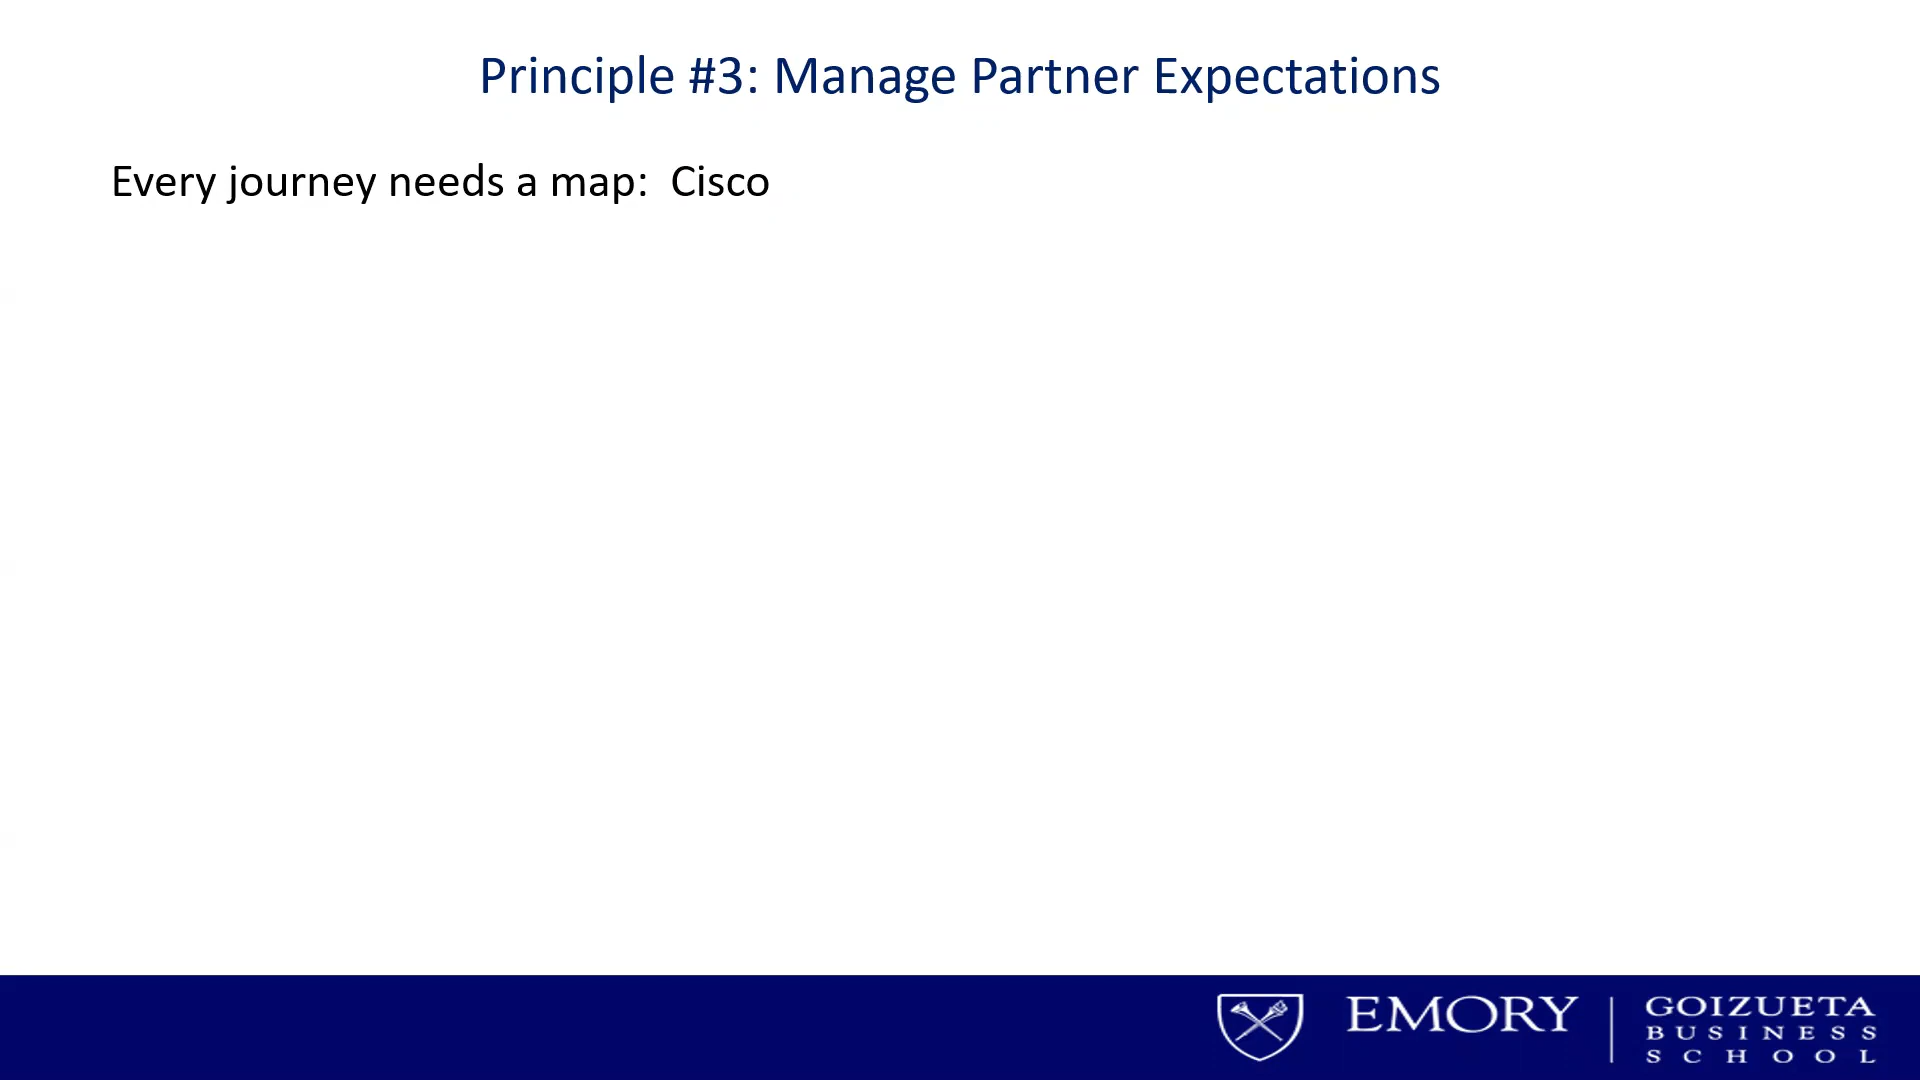 Principle #3: Manage Partner Expectations
Every journey needs a map:  Cisco
EMORY
GOIZUETA
BUSINESS
SCHOOL